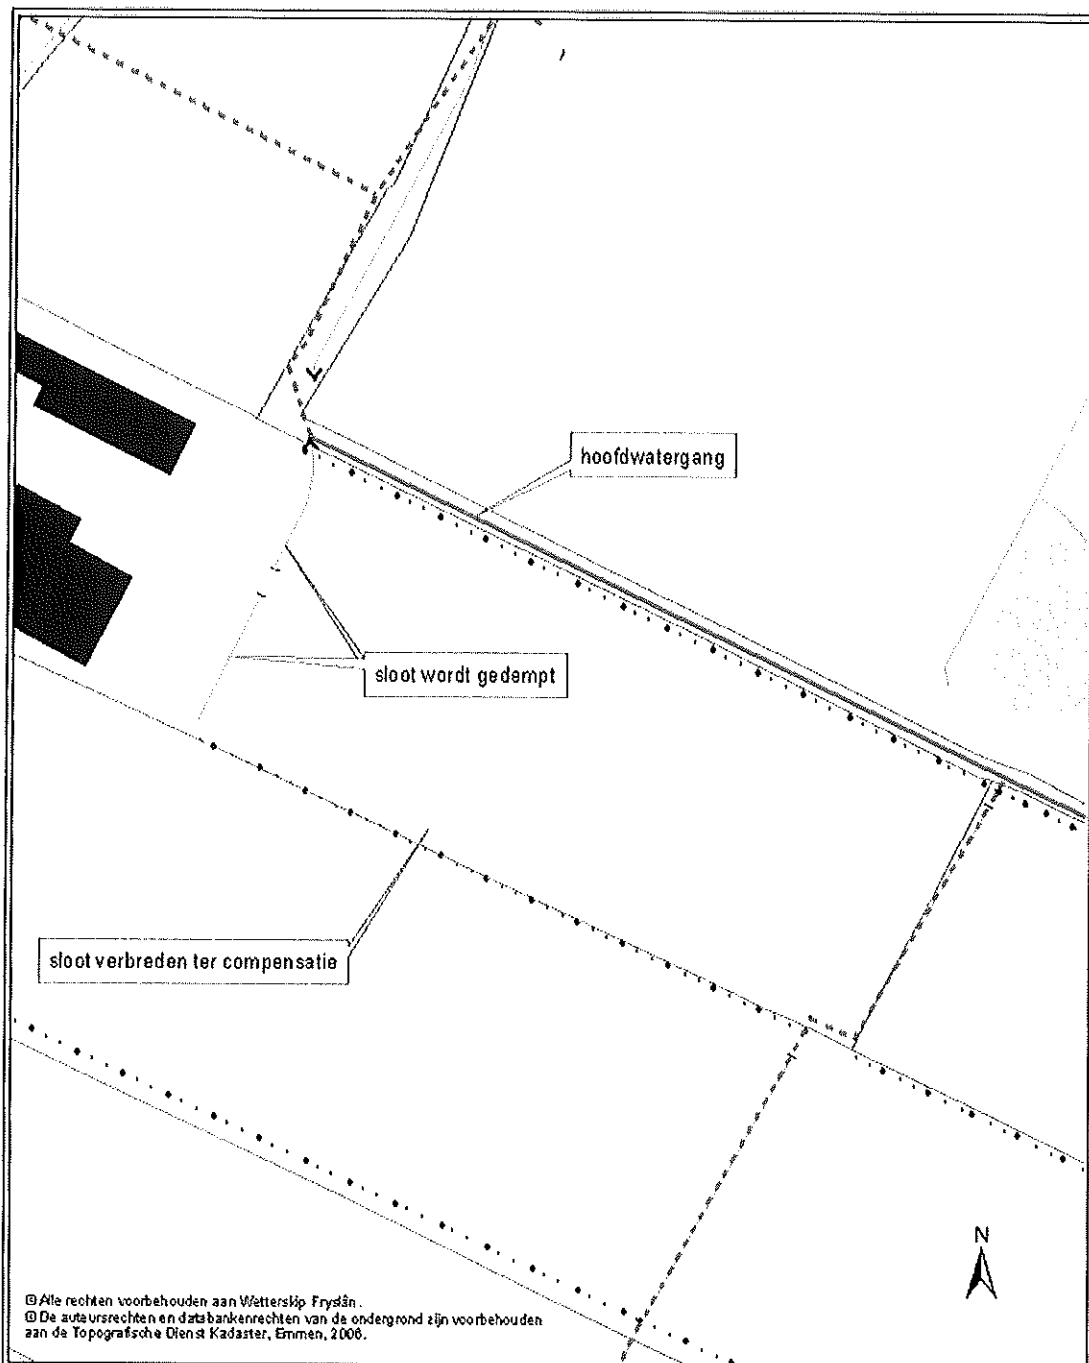 hoofdwatergang
sloot wordt gedempt
sloot verbreden ter compensatie
N
© Alle rechten voorbehouden aan Wetterskip Fryslân.
© De auteursrechten en databankenrechten van de ondergrond zijn voorbehouden
aan de Topografische Dienst Kadaster, Emmen, 2006.